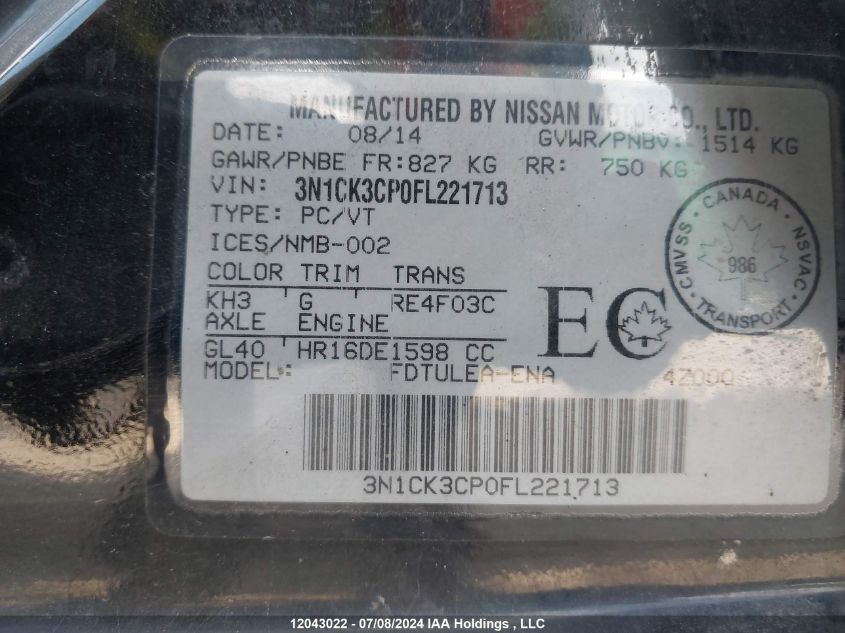 MANUFACTURED BY NISSAN MOTOR CO., LTD.
DATE: 08/14 GVWR/PNBV: 1514 KG
GAWR/PNBE FR:827 KG RR: 750 KG
VIN: 3N1CK3CP0FL221713
TYPE: PC/VT
ICES/NMB-002
COLOR TRIM TRANS
KH3 G RE4F03C
AXLE ENGINE
GL40 HR16DE1598 CC
MODEL: FDTULEA-ENA 4Z000
EC
CMVSS · CANADA · NSVAC · TRANSPORT ·
986
3N1CK3CP0FL221713
12043022 - 07/08/2024 IAA Holdings , LLC